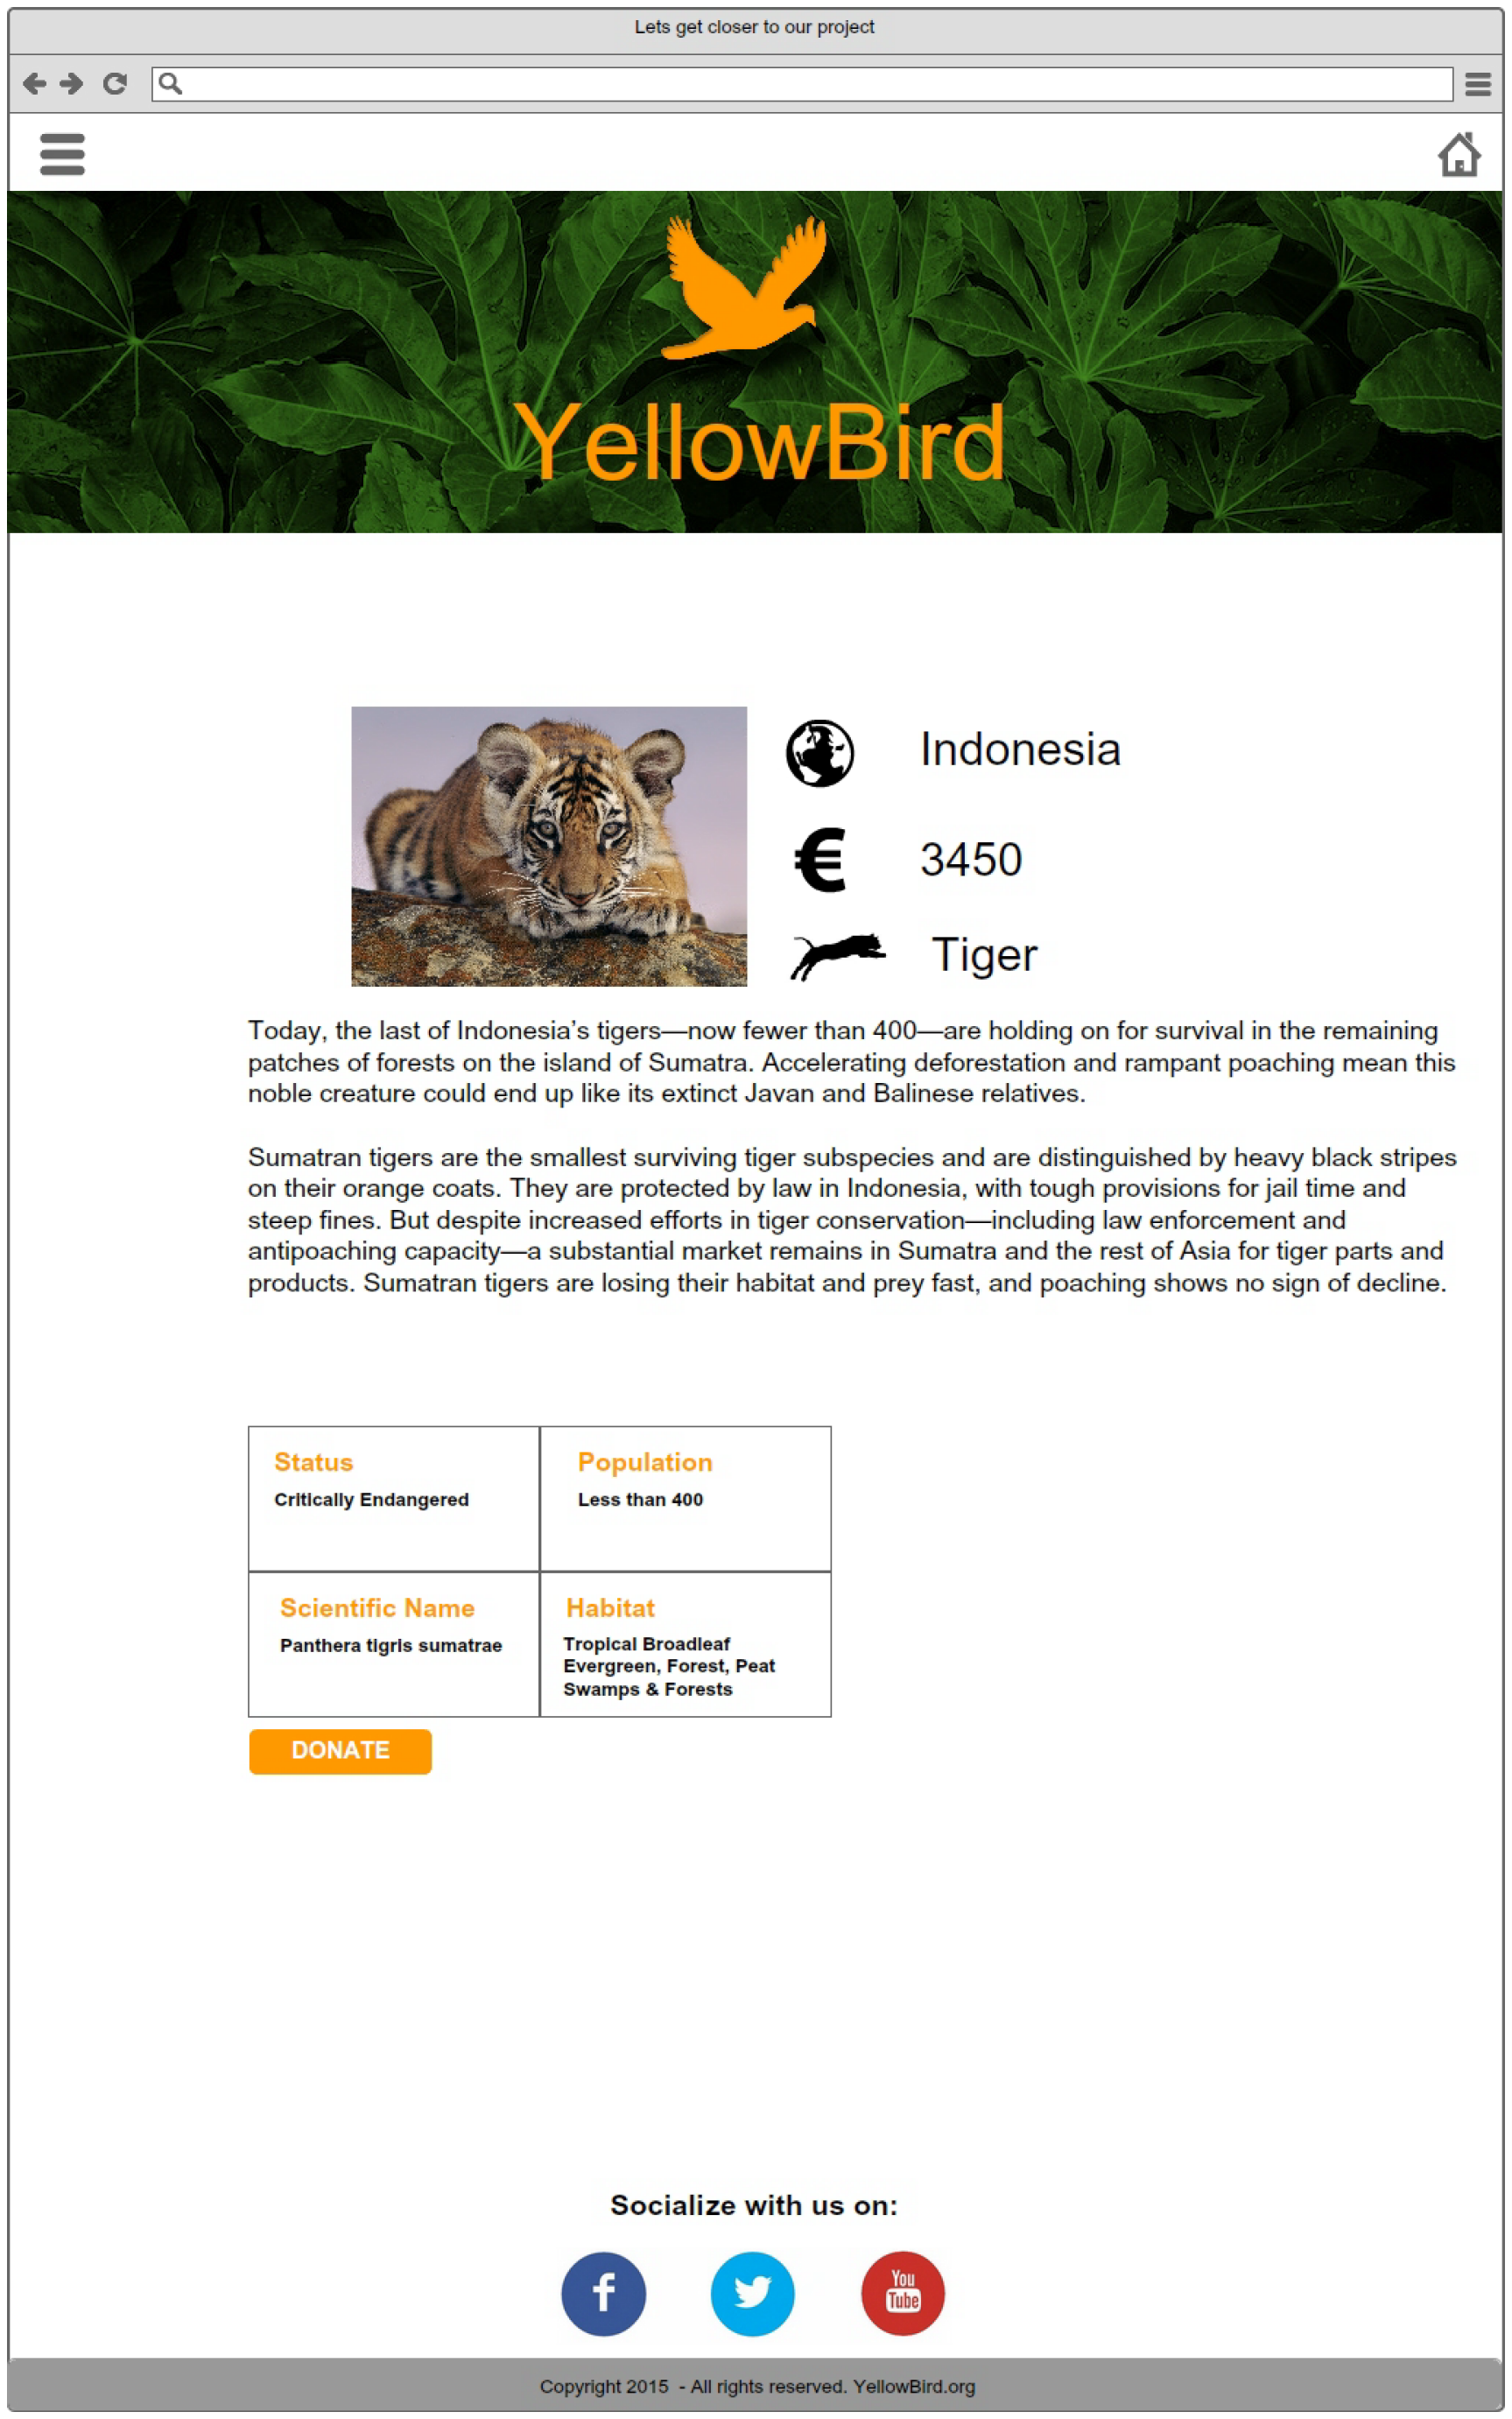 Lets get closer to our project
YellowBird
Indonesia
€ 3450
Tiger
Today, the last of Indonesia’s tigers—now fewer than 400—are holding on for survival in the remaining
patches of forests on the island of Sumatra. Accelerating deforestation and rampant poaching mean this
noble creature could end up like its extinct Javan and Balinese relatives.
Sumatran tigers are the smallest surviving tiger subspecies and are distinguished by heavy black stripes
on their orange coats. They are protected by law in Indonesia, with tough provisions for jail time and
steep fines. But despite increased efforts in tiger conservation—including law enforcement and
antipoaching capacity—a substantial market remains in Sumatra and the rest of Asia for tiger parts and
products. Sumatran tigers are losing their habitat and prey fast, and poaching shows no sign of decline.
Status
Critically Endangered
Population
Less than 400
Scientific Name
Panthera tigris sumatrae
Habitat
Tropical Broadleaf
Evergreen, Forest, Peat
Swamps & Forests
DONATE
Socialize with us on:
f
You
Tube
Copyright 2015 - All rights reserved. YellowBird.org